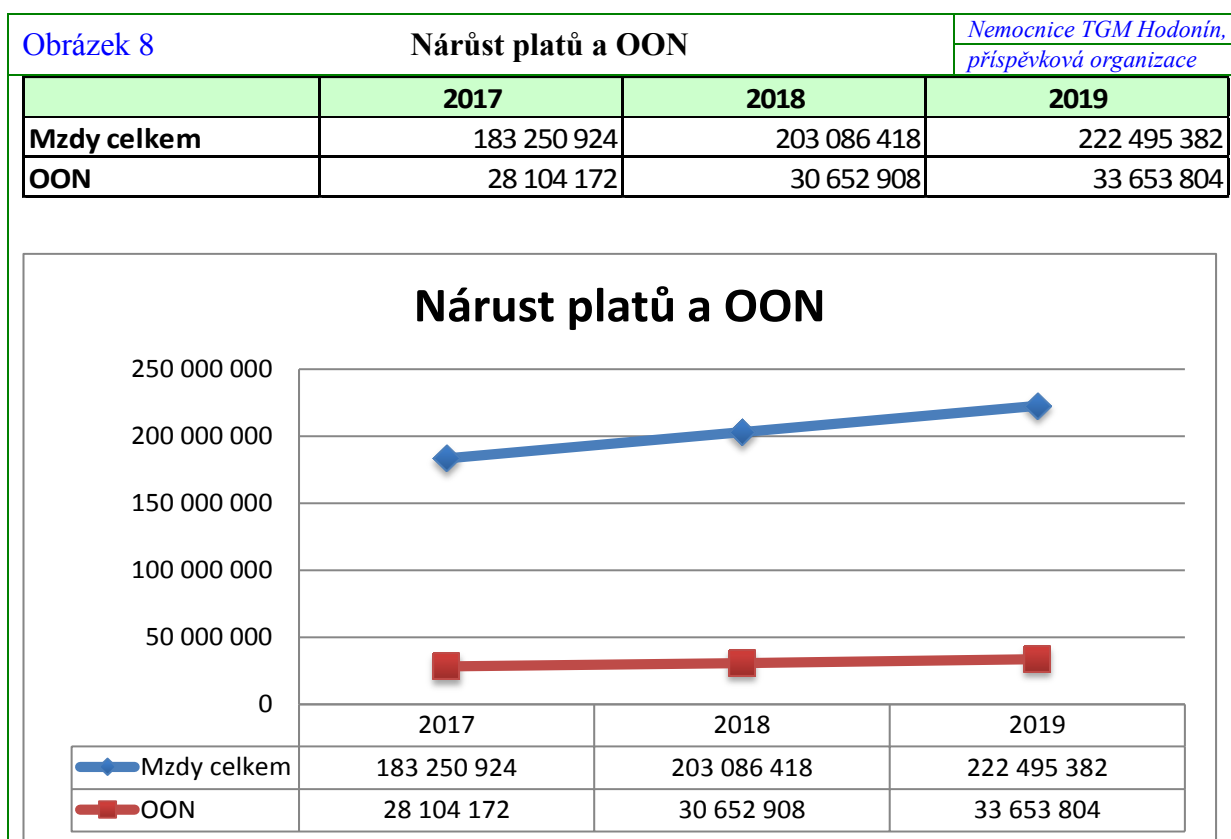 Obrázek 8 Nárůst platů a OON Nemocnice TGM Hodonín,
příspěvková organizace
2017 2018 2019
Mzdy celkem 183 250 924 203 086 418 222 495 382
OON 28 104 172 30 652 908 33 653 804
Nárust platů a OON
250 000 000
200 000 000
150 000 000
100 000 000
50 000 000
0
2017 2018 2019
Mzdy celkem 183 250 924 203 086 418 222 495 382
OON 28 104 172 30 652 908 33 653 804